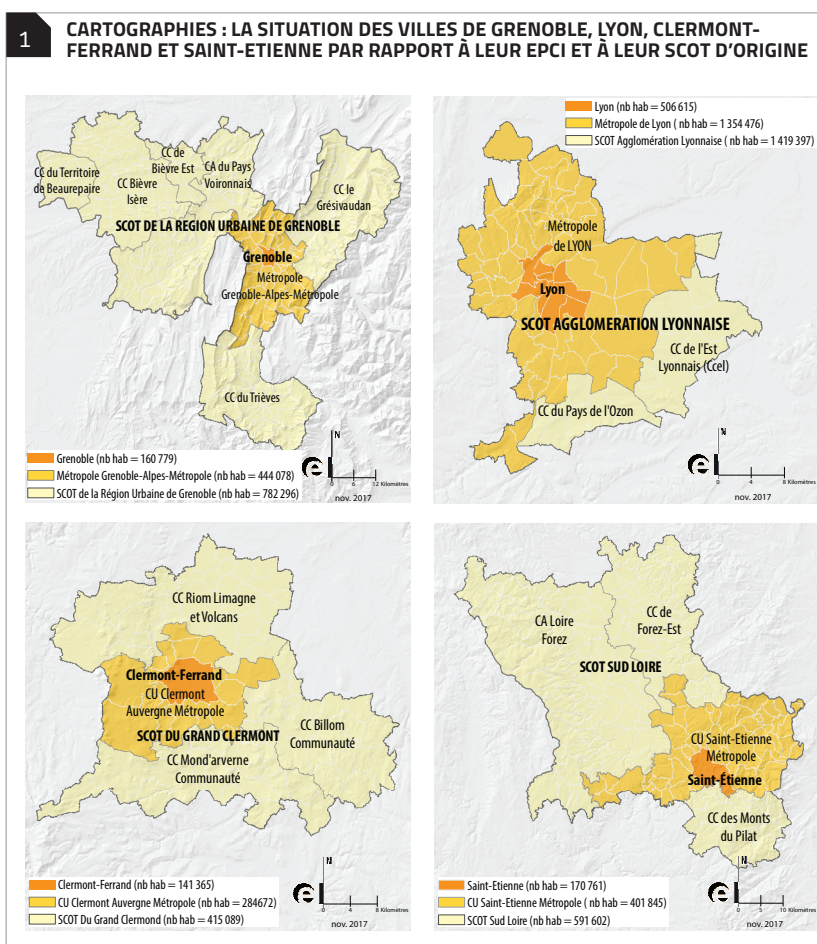 1
CARTOGRAPHIES : LA SITUATION DES VILLES DE GRENOBLE, LYON, CLERMONT-
FERRAND ET SAINT-ETIENNE PAR RAPPORT À LEUR EPCI ET À LEUR SCOT D'ORIGINE
CC du Territoire
de Beaurepaire
CC de
Bièvre Est
CC Bièvre
Isère
CA du Pays
Voironnais
CC le
Grésivaudan
SCOT DE LA REGION URBAINE DE GRENOBLE
Grenoble
Métropole
Grenoble-Alpes-Métropole
CC du Trièves
Grenoble (nb hab = 160 779)
Métropole Grenoble-Alpes-Métropole (nb hab = 444 078)
SCOT de la Région Urbaine de Grenoble (nb hab = 782 296)
e
N
0 6 12 Kilomètres
nov. 2017
Lyon (nb hab = 506 615)
Métropole de Lyon ( nb hab = 1 354 476)
SCOT Agglomération Lyonnaise ( nb hab = 1 419 397)
Métropole
de LYON
Lyon
SCOT AGGLOMERATION LYONNAISE
CC de l'Est
Lyonnais (Ccel)
CC du Pays de l'Ozon
e
N
0 4 8 Kilomètres
nov. 2017
CC Riom Limagne
et Volcans
Clermont-Ferrand
CU Clermont
Auvergne Métropole
SCOT DU GRAND CLERMONT
CC Billom
Communauté
CC Mond'arverne
Communauté
Clermont-Ferrand (nb hab = 141 365)
CU Clermont Auvergne Métropole (nb hab = 284672)
SCOT Du Grand Clermond (nb hab = 415 089)
e
N
0 4 8 Kilomètres
nov. 2017
CA Loire
Forez
CC de
Forez-Est
SCOT SUD LOIRE
CU Saint-Etienne
Métropole
Saint-Étienne
CC des Monts
du Pilat
Saint-Etienne (nb hab = 170 761)
CU Saint-Etienne Métropole ( nb hab = 401 845)
SCOT Sud Loire (nb hab = 591 602)
e
N
0 5 10 Kilomètres
nov. 2017